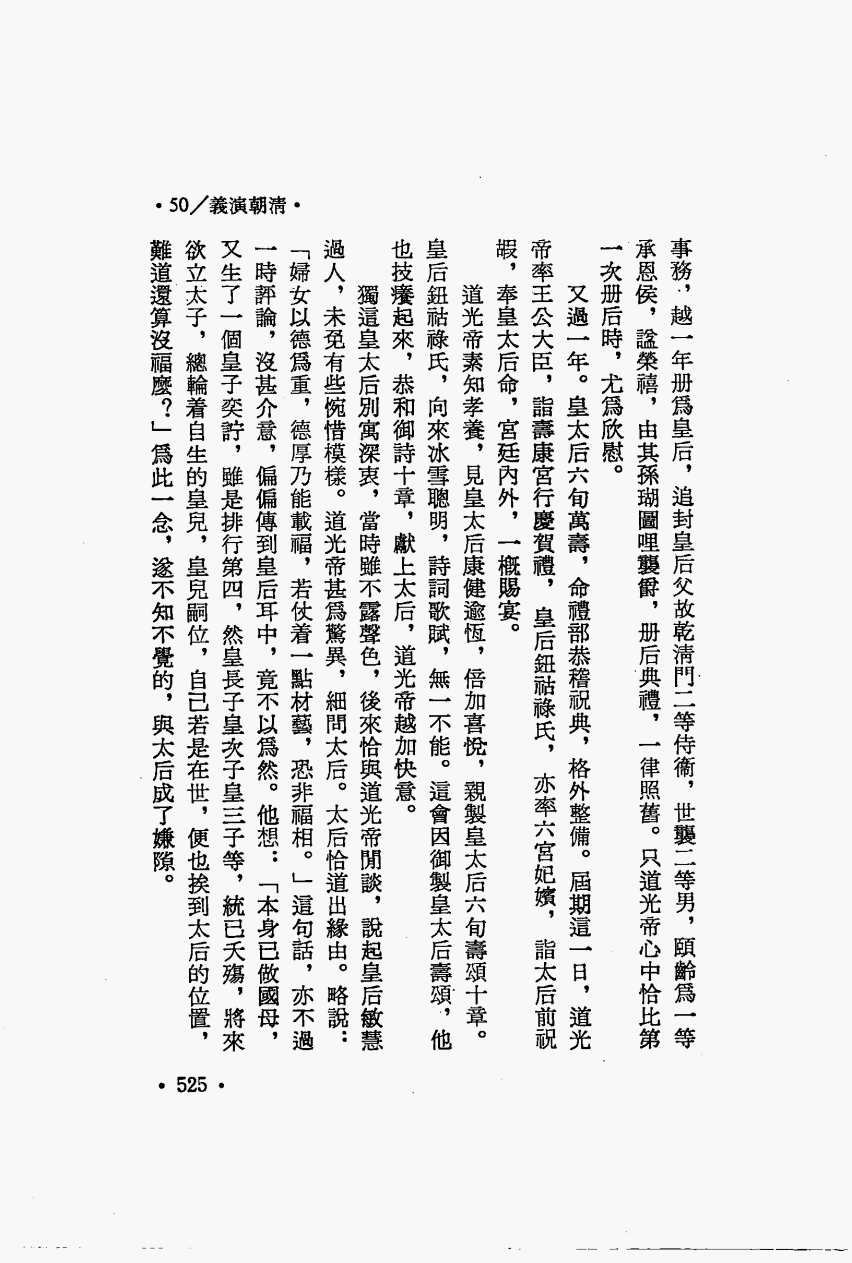 •50／義演朝清•
事務，越一年册爲皇后，追封皇后父故乾淸門二等侍衞，世襲二等男，頤齡爲一等
承恩侯，諡榮禧，由其孫瑚圖哩襲爵，册后典禮，一律照舊。只道光帝心中恰比第
一次册后時，尤爲欣慰。
又過一年。皇太后六旬萬壽，命禮部恭稽祝典，格外整備。屆期這一日，道光
帝率王公大臣，詣壽康宮行慶賀禮，皇后鈕祜祿氏，亦率六宮妃嬪，詣太后前祝
嘏，奉皇太后命，宮廷內外，一槪賜宴。
道光帝素知孝養，見皇太后康健逾恆，倍加喜悅，親製皇太后六旬壽頌十章。
皇后鈕祜祿氏，向來冰雪聰明，詩詞歌賦，無一不能。這會因御製皇太后壽頌，他
也技癢起來，恭和御詩十章，獻上太后，道光帝越加快意。
獨這皇太后別寓深衷，當時雖不露聲色，後來恰與道光帝閒談，說起皇后敏慧
過人，未免有些惋惜模樣。道光帝甚爲驚異，細問太后。太后恰道出緣由。略說：
「婦女以德爲重，德厚乃能載福，若仗着一點材藝，恐非福相。」這句話，亦不過
一時評論，沒甚介意，偏偏傳到皇后耳中，竟不以爲然。他想：「本身已做國母，
又生了一個皇子奕詝，雖是排行第四，然皇長子皇次子皇三子等，統已夭殤，將來
欲立太子，總輪着自生的皇兒，皇兒嗣位，自己若是在世，便也挨到太后的位置，
難道還算沒福麼？」爲此一念，遂不知不覺的，與太后成了嫌隙。
•525•